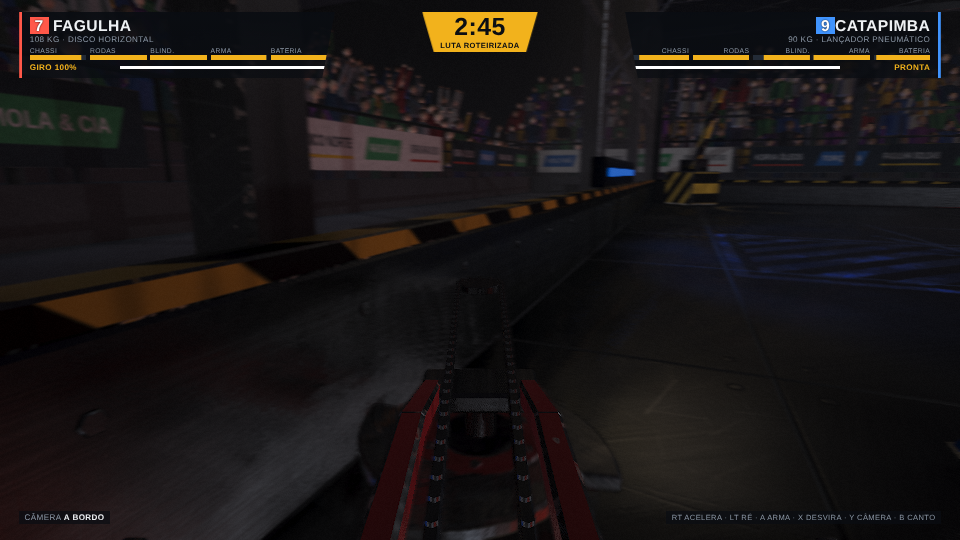 7 FAGULHA
108 KG · DISCO HORIZONTAL
CHASSI RODAS BLIND. ARMA BATERIA
GIRO 100%
2:45
LUTA ROTEIRIZADA
9 CATAPIMBA
90 KG · LANÇADOR PNEUMÁTICO
CHASSI RODAS BLIND. ARMA BATERIA
PRONTA
MOLA & CIA
CÂMERA A BORDO
RT ACELERA · LT RÉ · A ARMA · X DESVIRA · Y CÂMERA · B CANTO